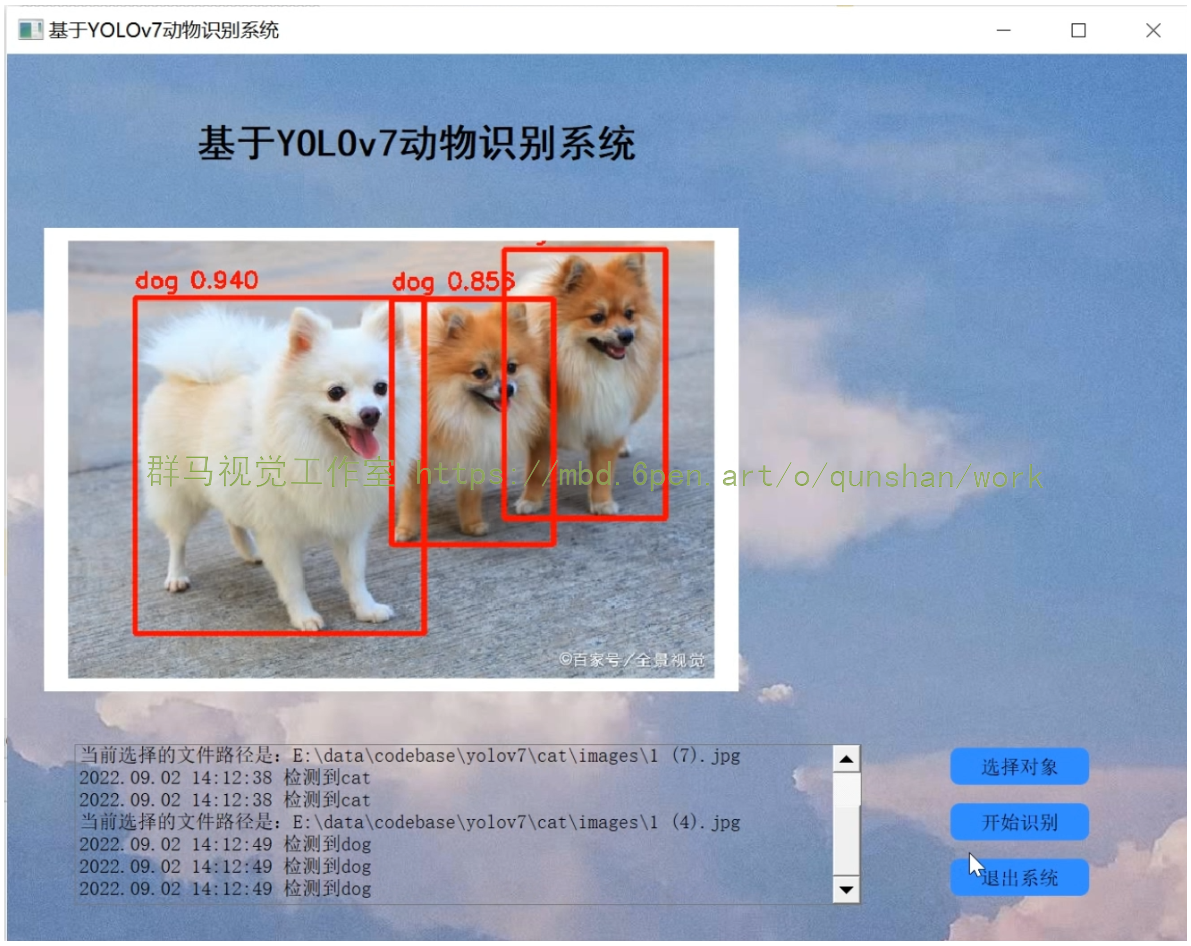 基于YOLOv7动物识别系统
基于YOLOv7动物识别系统
dog 0.940
dog 0.856
群马视觉工作室 https://mbd.6pen.art/o/qunshan/work
©百家号/全景视觉
当前选择的文件路径是：E:\data\codebase\yolov7\cat\images\1 (7).jpg
2022.09.02 14:12:38 检测到cat
2022.09.02 14:12:38 检测到cat
当前选择的文件路径是：E:\data\codebase\yolov7\cat\images\1 (4).jpg
2022.09.02 14:12:49 检测到dog
2022.09.02 14:12:49 检测到dog
2022.09.02 14:12:49 检测到dog
选择对象
开始识别
退出系统